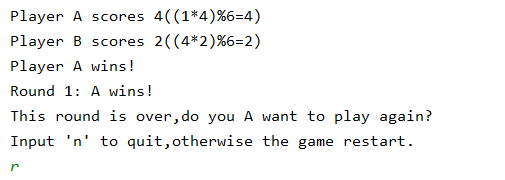 Player A scores 4((1*4)%6=4)
Player B scores 2((4*2)%6=2)
Player A wins!
Round 1: A wins!
This round is over,do you A want to play again?
Input 'n' to quit,otherwise the game restart.
r